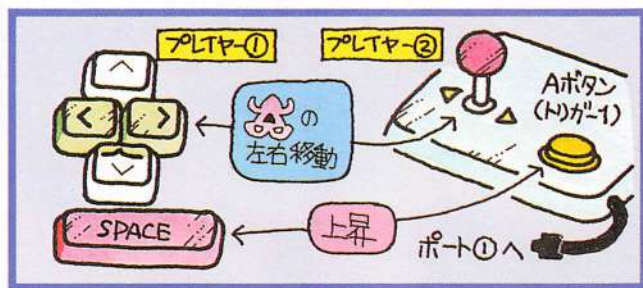 プレイヤー①
プレイヤー②
Aボタン
(トリガー1)
の
左右移動
SPACE
上昇
ポート①へ